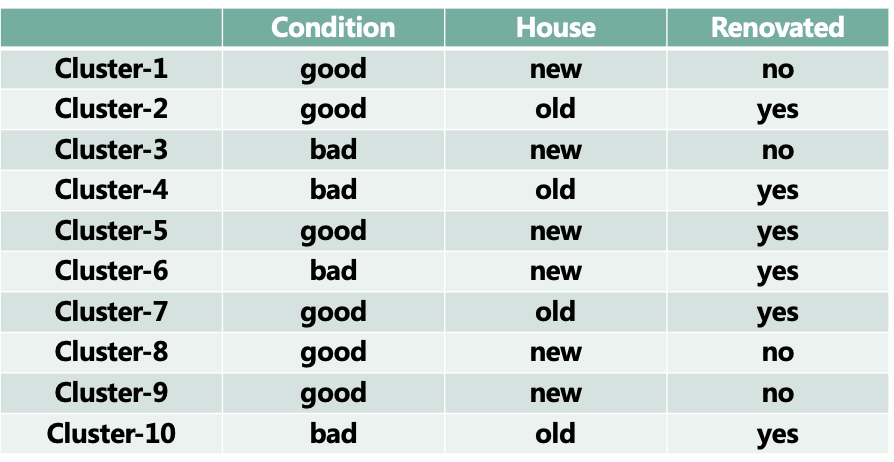 Condition House Renovated
Cluster-1 good new no
Cluster-2 good old yes
Cluster-3 bad new no
Cluster-4 bad old yes
Cluster-5 good new yes
Cluster-6 bad new yes
Cluster-7 good old yes
Cluster-8 good new no
Cluster-9 good new no
Cluster-10 bad old yes